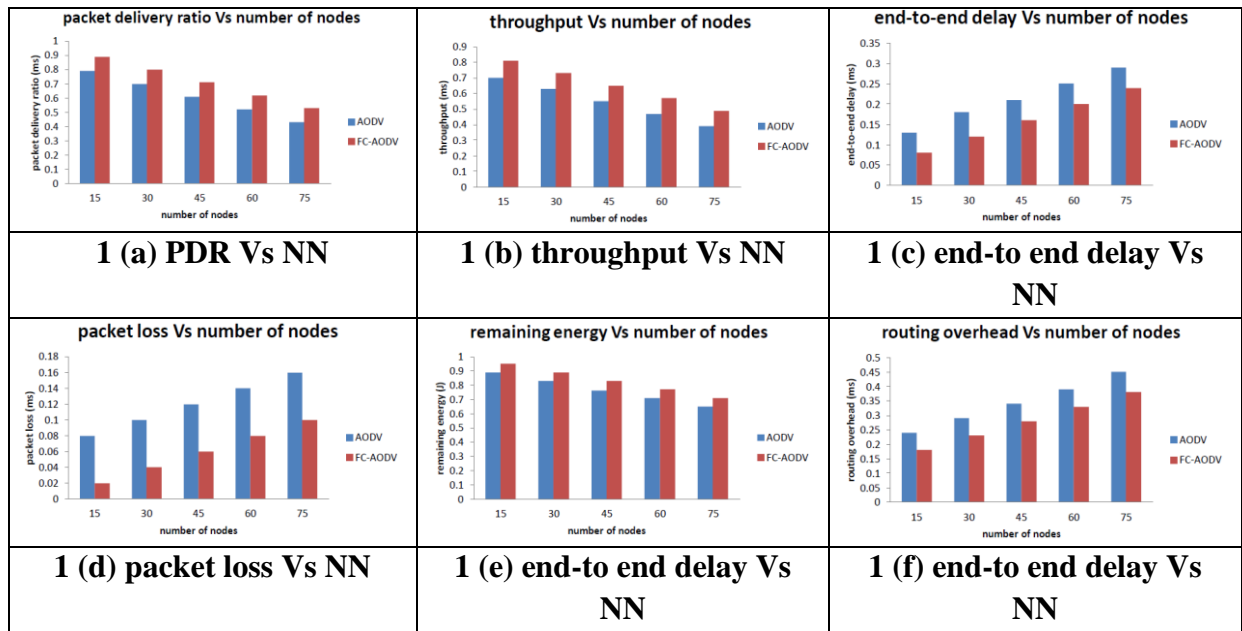 packet delivery ratio Vs number of nodes
packet delivery ratio (ms)
1
0.9
0.8
0.7
0.6
0.5
0.4
0.3
0.2
0.1
0
15 30 45 60 75
number of nodes
AODV
FC-AODV
1 (a) PDR Vs NN
throughput Vs number of nodes
throughput (ms)
0.9
0.8
0.7
0.6
0.5
0.4
0.3
0.2
0.1
0
15 30 45 60 75
number of nodes
AODV
FC-AODV
1 (b) throughput Vs NN
end-to-end delay Vs number of nodes
end-to-end delay (ms)
0.35
0.3
0.25
0.2
0.15
0.1
0.05
0
15 30 45 60 75
number of nodes
AODV
FC-AODV
1 (c) end-to end delay Vs
NN
packet loss Vs number of nodes
packet loss (ms)
0.18
0.16
0.14
0.12
0.1
0.08
0.06
0.04
0.02
0
15 30 45 60 75
number of nodes
AODV
FC-AODV
1 (d) packet loss Vs NN
remaining energy Vs number of nodes
remaining energy (J)
1
0.9
0.8
0.7
0.6
0.5
0.4
0.3
0.2
0.1
0
15 30 45 60 75
number of nodes
AODV
FC-AODV
1 (e) end-to end delay Vs
NN
routing overhead Vs number of nodes
routing overhead (ms)
0.5
0.45
0.4
0.35
0.3
0.25
0.2
0.15
0.1
0.05
0
15 30 45 60 75
number of nodes
AODV
FC-AODV
1 (f) end-to end delay Vs
NN